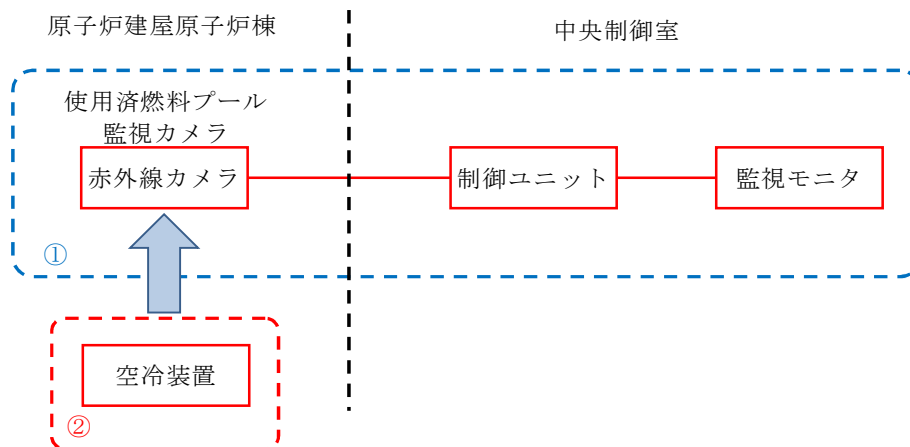 原子炉建屋原子炉棟
中央制御室
使用済燃料プール
監視カメラ
赤外線カメラ
制御ユニット
監視モニタ
①
空冷装置
②